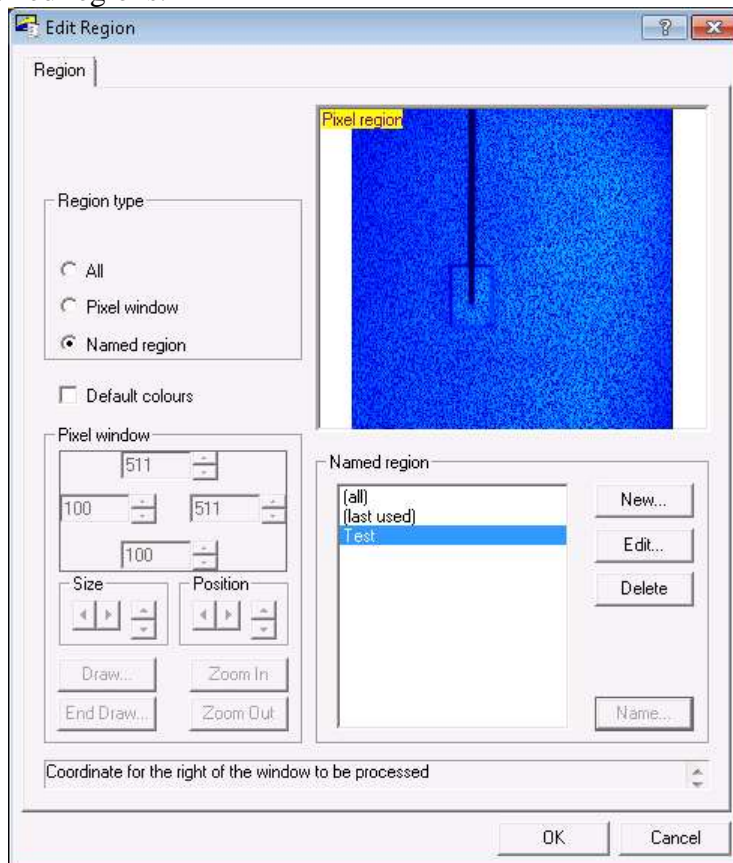 Edit Region
Region
Pixel region
Region type
All
Pixel window
Named region
Default colours
Pixel window
511
100
511
100
Size
Position
Draw...
Zoom In
End Draw...
Zoom Out
Named region
(all)
(last used)
Test
New...
Edit...
Delete
Name...
Coordinate for the right of the window to be processed
OK
Cancel